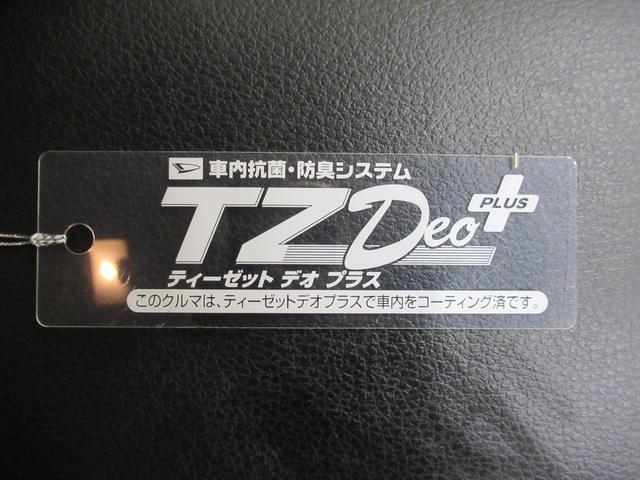 車内抗菌・防臭システム
TZ Deo PLUS
ティーゼット デオ プラス
このクルマは、ティーゼットデオプラスで車内をコーティング済です。